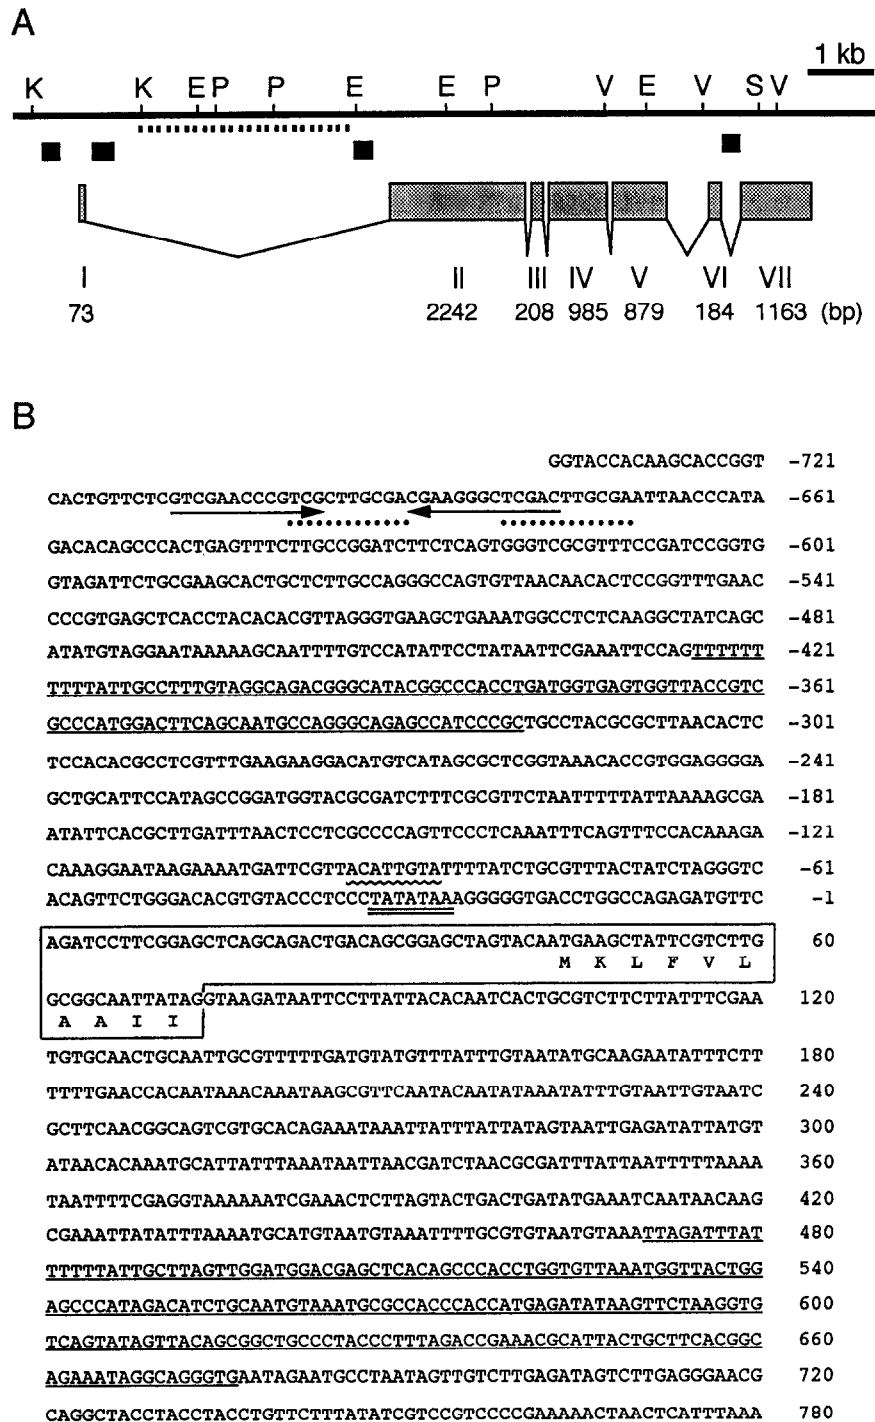 A
1 kb
K K E P P E E P V E V S V
I II III IV V VI VII
73 2242 208 985 879 184 1163 (bp)
B
GGTACCACAAGCACCGGT -721
CACTGTTCTCGTCGAACCCGTCGCTTGCGACGAAGGGCTCGACTTGCGAATTAACCCATA -661
GACACAGCCCACTGAGTTTCTTGCCGGATCTTCTCAGTGGGTCGCGTTTCCGATCCGGTG -601
GTAGATTCTGCGAAGCACTGCTCTTGCCAGGGCCAGTGTTAACAACACTCCGGTTTGAAC -541
CCCGTGAGCTCACCTACACACGTTAGGGTGAAGCTGAAATGGCCTCTCAAGGCTATCAGC -481
ATATGTAGGAATAAAAAGCAATTTTGTCCATATTCCTATAATTCGAAATTCCAGTTTTTT -421
TTTTATTGCCTTTGTAGGCAGACGGGCATACGGCCCACCTGATGGTGAGTGGTTACCGTC -361
GCCCATGGACTTCAGCAATGCCAGGGCAGAGCCATCCCGCTGCCTACGCGCTTAACACTC -301
TCCACACGCCTCGTTTGAAGAAGGACATGTCATAGCGCTCGGTAAACACCGTGGAGGGGA -241
GCTGCATTCCATAGCCGGATGGTACGCGATCTTTCGCGTTCTAATTTTTATTAAAAGCGA -181
ATATTCACGCTTGATTTAACTCCTCGCCCCAGTTCCCTCAAATTTCAGTTTCCACAAAGA -121
CAAAGGAATAAGAAAATGATTCGTTACATTGTATTTTATCTGCGTTTACTATCTAGGGTC -61
ACAGTTCTGGGACACGTGTACCCTCCCTATATAAAGGGGGTGACCTGGCCAGAGATGTTC -1
AGATCCTTCGGAGCTCAGCAGACTGACAGCGGAGCTAGTACAATGAAGCTATTCGTCTTG 60
M K L F V L
GCGGCAATTATAGGTAAGATAATTCCTTATTACACAATCACTGCGTCTTCTTATTTCGAA 120
A A I I
TGTGCAACTGCAATTGCGTTTTTGATGTATGTTTATTTGTAATATGCAAGAATATTTCTT 180
TTTTGAACCACAATAAACAAATAAGCGTTCAATACAATATAAATATTTGTAATTGTAATC 240
GCTTCAACGGCAGTCGTGCACAGAAATAAATTATTTATTATAGTAATTGAGATATTATGT 300
ATAACACAAATGCATTATTTAAATAATTAACGATCTAACGCGATTTATTAATTTTTAAAA 360
TAATTTTCGAGGTAAAAAATCGAAACTCTTAGTACTGACTGATATGAAATCAATAACAAG 420
CGAAATTATATTTAAAATGCATGTAATGTAAATTTTGCGTGTAATGTAAATTAGATTTAT 480
TTTTTATTGCTTAGTTGGATGGACGAGCTCACAGCCCACCTGGTGTTAAATGGTTACTGG 540
AGCCCATAGACATCTGCAATGTAAATGCGCCACCCACCATGAGATATAAGTTCTAAGGTG 600
TCAGTATAGTTACAGCGGCTGCCCTACCCTTTAGACCGAAACGCATTACTGCTTCACGGC 660
AGAAATAGGCAGGGTGAATAGAATGCCTAATAGTTGTCTTGAGATAGTCTTGAGGGAACG 720
CAGGCTACCTACCTACCTGTTCTTTATATCGTCCGTCCCCGAAAAACTAACTCATTTAAA 780